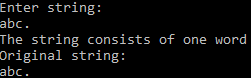 Enter string:
abc.
The string consists of one word
Original string:
abc.